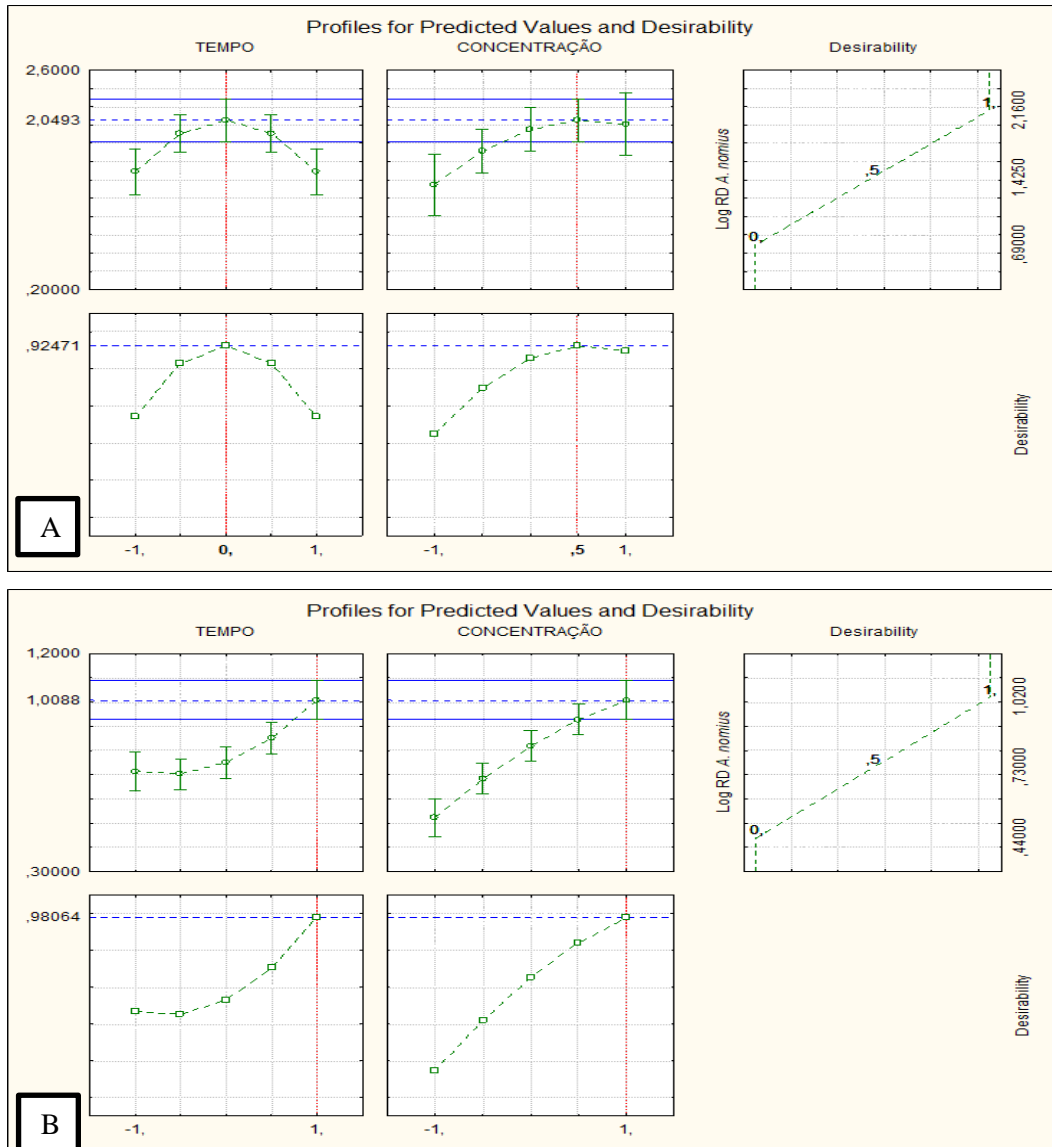 Profiles for Predicted Values and Desirability
TEMPO
CONCENTRAÇÃO
Desirability
2,6000
2,0493
,20000
Log RD A. nomius
0,
,5
1,
2,1600
1,4250
,69000
,92471
Desirability
A
-1,
0,
1,
-1,
,5
1,
Profiles for Predicted Values and Desirability
TEMPO
CONCENTRAÇÃO
Desirability
1,2000
1,0088
,30000
Log RD A. nomius
0,
,5
1,
1,0200
,73000
,44000
,98064
Desirability
B
-1,
1,
-1,
1,